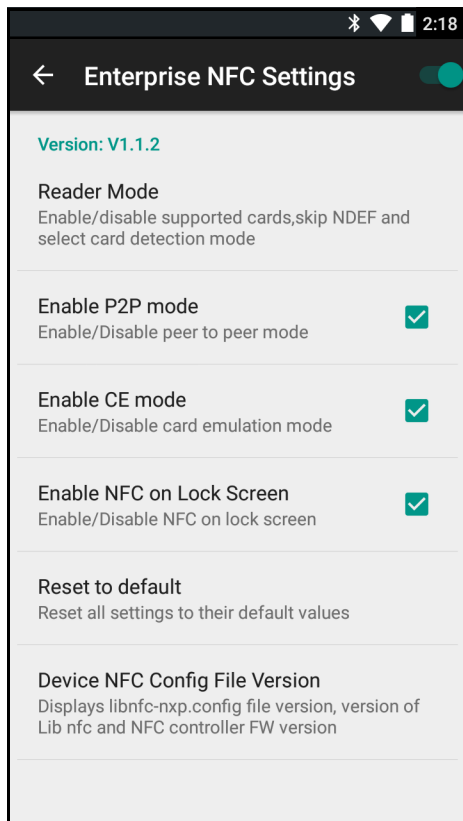 2:18
Enterprise NFC Settings
Version: V1.1.2
Reader Mode
Enable/disable supported cards,skip NDEF and
select card detection mode
Enable P2P mode
Enable/Disable peer to peer mode
Enable CE mode
Enable/Disable card emulation mode
Enable NFC on Lock Screen
Enable/Disable NFC on lock screen
Reset to default
Reset all settings to their default values
Device NFC Config File Version
Displays libnfc-nxp.config file version, version of
Lib nfc and NFC controller FW version